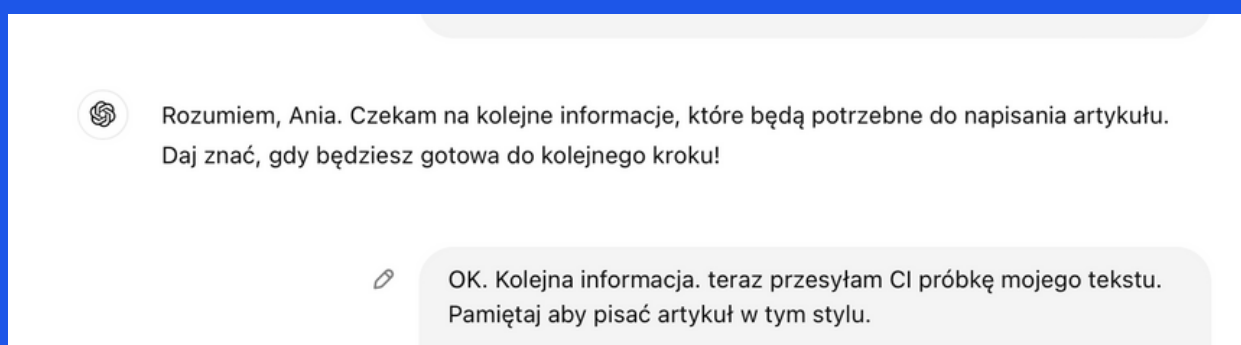 Rozumiem, Ania. Czekam na kolejne informacje, które będą potrzebne do napisania artykułu.
Daj znać, gdy będziesz gotowa do kolejnego kroku!
OK. Kolejna informacja. teraz przesyłam CI próbkę mojego tekstu.
Pamiętaj aby pisać artykuł w tym stylu.